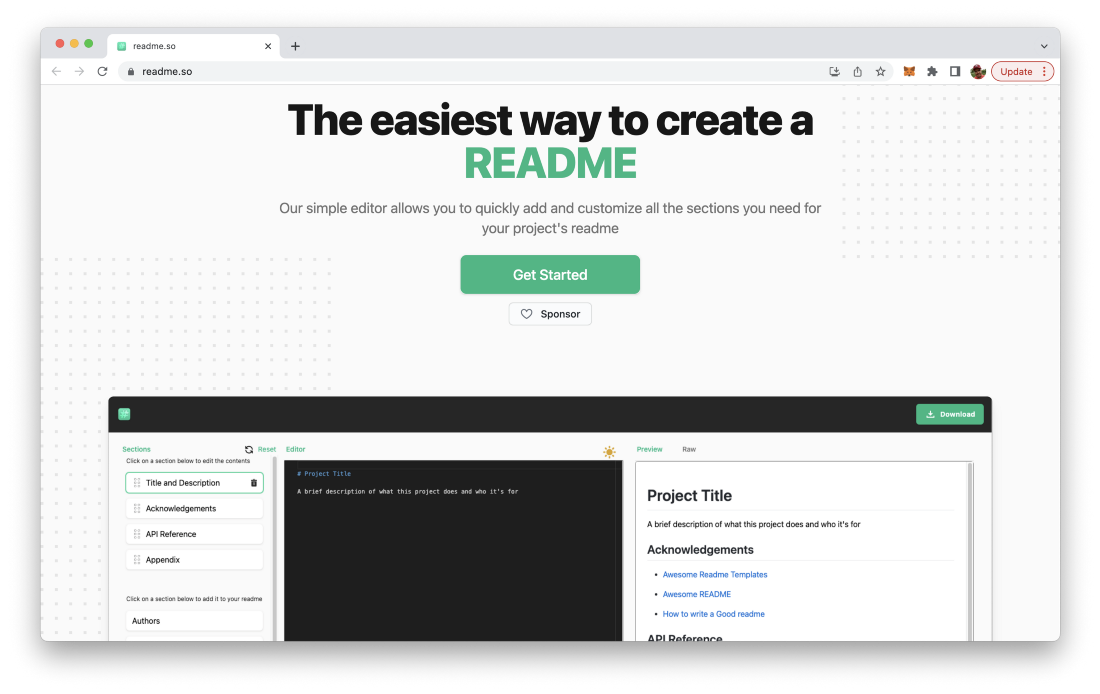 readme.so
readme.so
Update
The easiest way to create a
README
Our simple editor allows you to quickly add and customize all the sections you need for
your project's readme
Get Started
Sponsor
#
Download
Sections
Reset
Click on a section below to edit the contents
Title and Description
Acknowledgements
API Reference
Appendix
Click on a section below to add it to your readme
Authors
Editor
# Project Title
A brief description of what this project does and who it's for
Preview
Raw
Project Title
A brief description of what this project does and who it's for
Acknowledgements
• Awesome Readme Templates
• Awesome README
• How to write a Good readme
API Reference